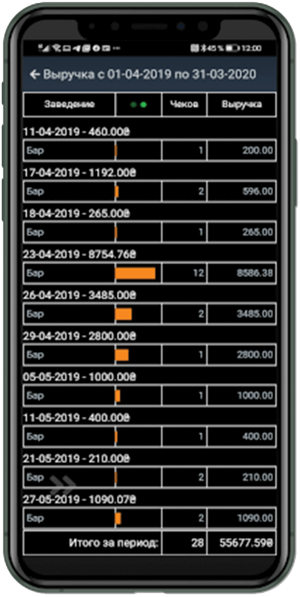 45 % 12:00
Выручка с 01-04-2019 по 31-03-2020
Заведение Чеков Выручка
11-04-2019 - 460.00₴
Бар 1 200.00
17-04-2019 - 1192.00₴
Бар 2 596.00
18-04-2019 - 265.00₴
Бар 1 265.00
23-04-2019 - 8754.76₴
Бар 12 8586.38
26-04-2019 - 3485.00₴
Бар 2 3485.00
29-04-2019 - 2800.00₴
Бар 1 2800.00
05-05-2019 - 1000.00₴
Бар 1 1000.00
11-05-2019 - 400.00₴
Бар 1 400.00
21-05-2019 - 210.00₴
Бар 2 210.00
27-05-2019 - 1090.07₴
Бар 2 1090.00
Итого за период: 28 55677.59₴